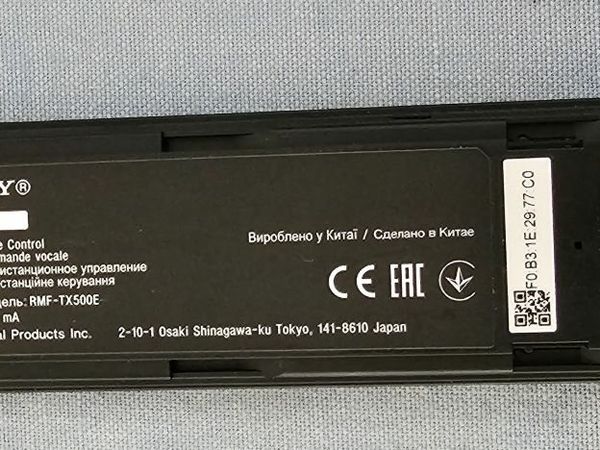 Y®
e Control
mande vocale
истанционное управление
станційне керування
дель: RMF-TX500E
mA
al Products Inc.
2-10-1 Osaki Shinagawa-ku Tokyo, 141-8610 Japan
Вироблено у Китаї / Сделано в Китае
CE EAC
F0 B3 1E:29:77 C0